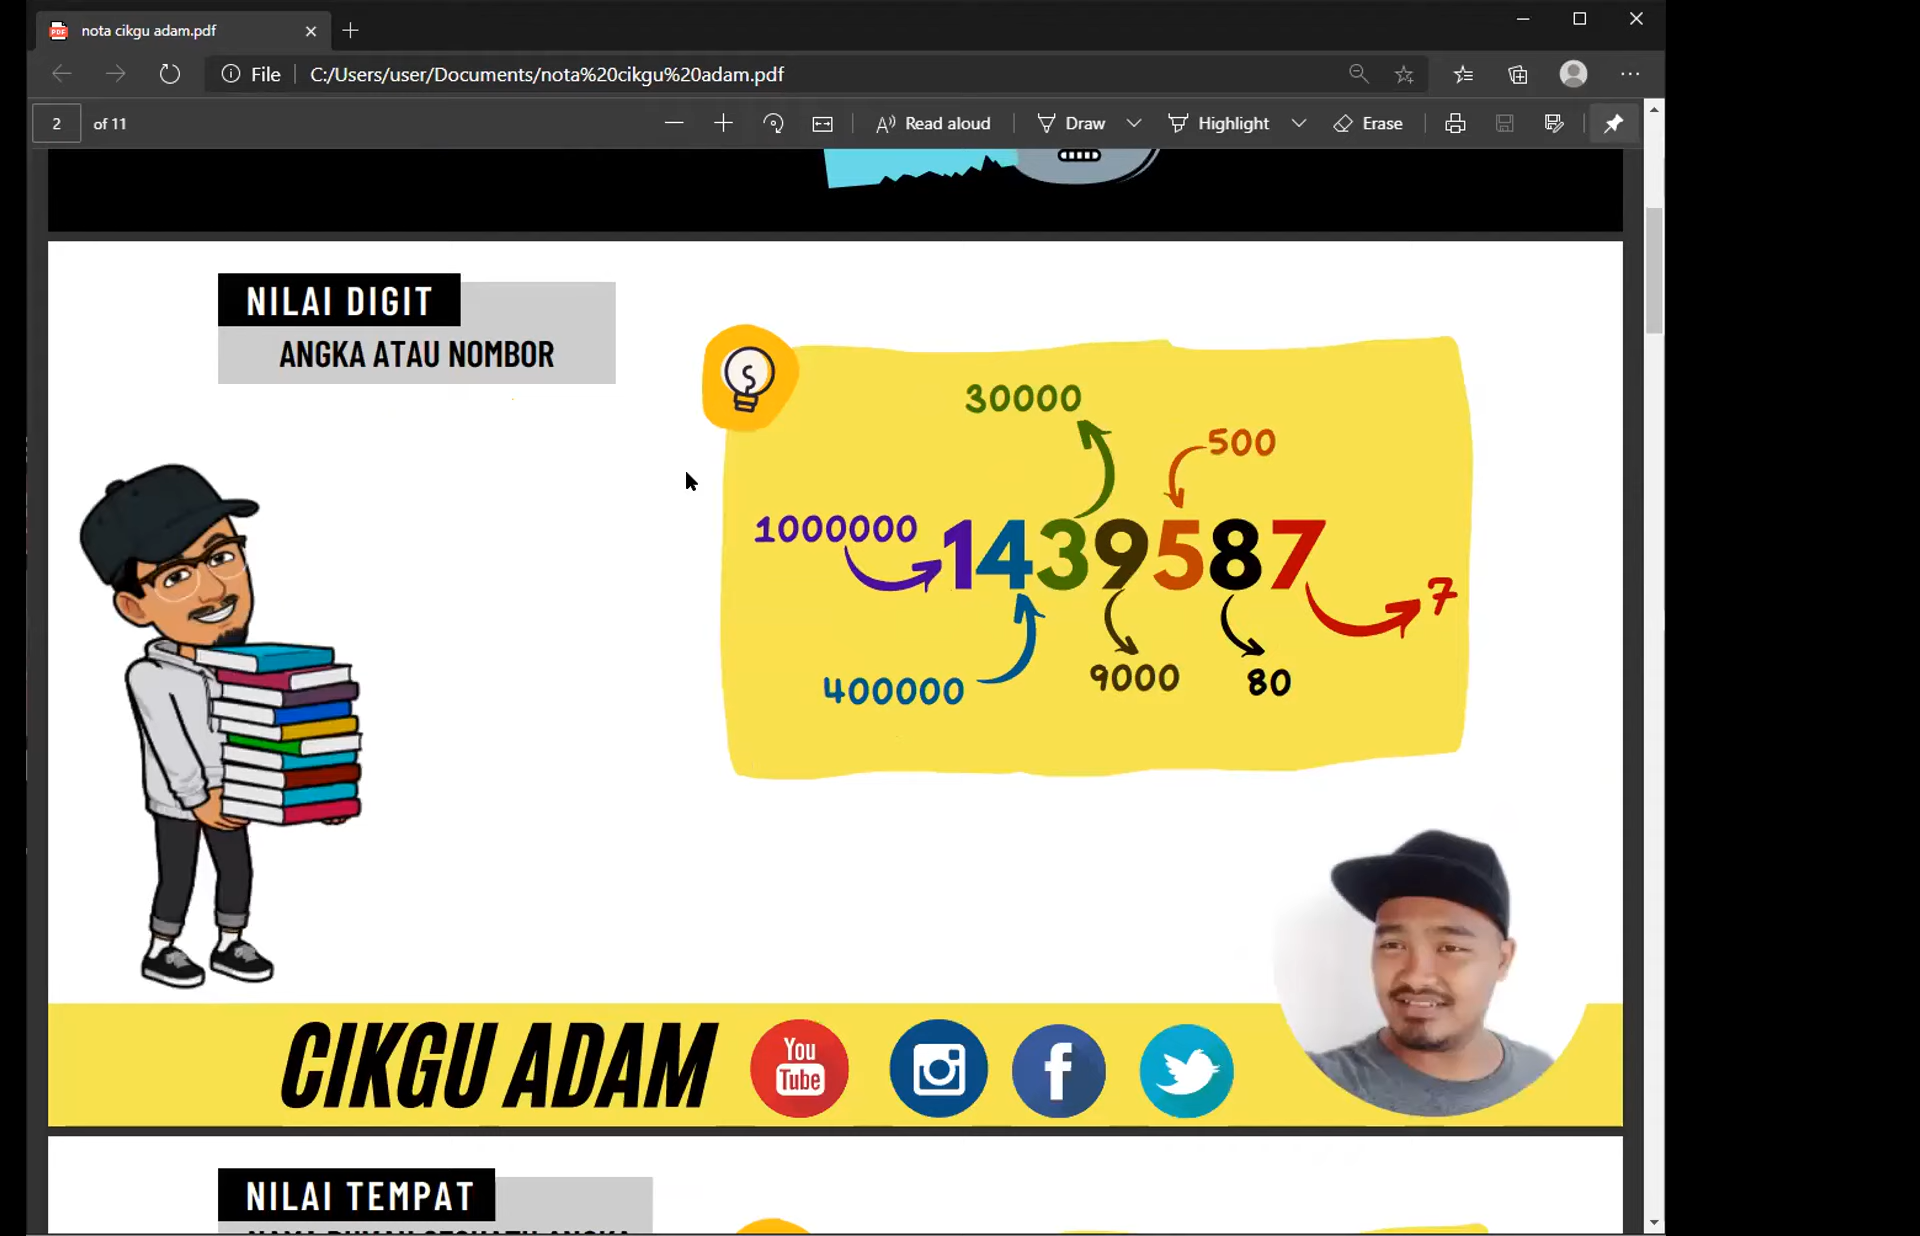 nota cikgu adam.pdf
File
C:/Users/user/Documents/nota%20cikgu%20adam.pdf
2 of 11
Read aloud
Draw
Highlight
Erase
NILAI DIGIT
ANGKA ATAU NOMBOR
30000
500
1000000
1439587
7
400000
9000
80
CIKGU ADAM
You
Tube
NILAI TEMPAT